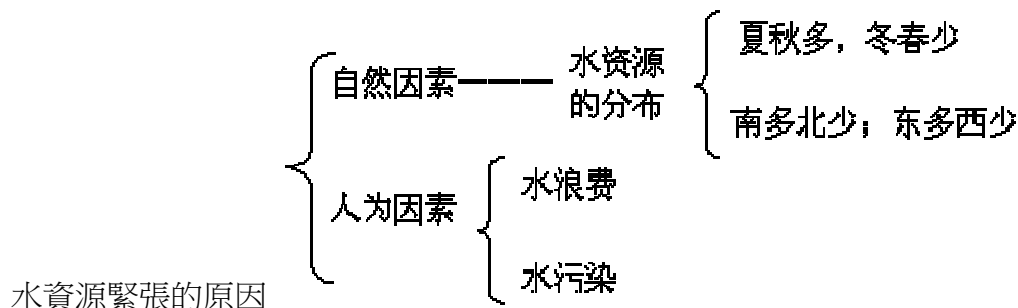 夏秋多，冬春少
自然因素——— 水资源
的分布
南多北少；东多西少
人为因素
水浪费
水污染
水資源緊張的原因